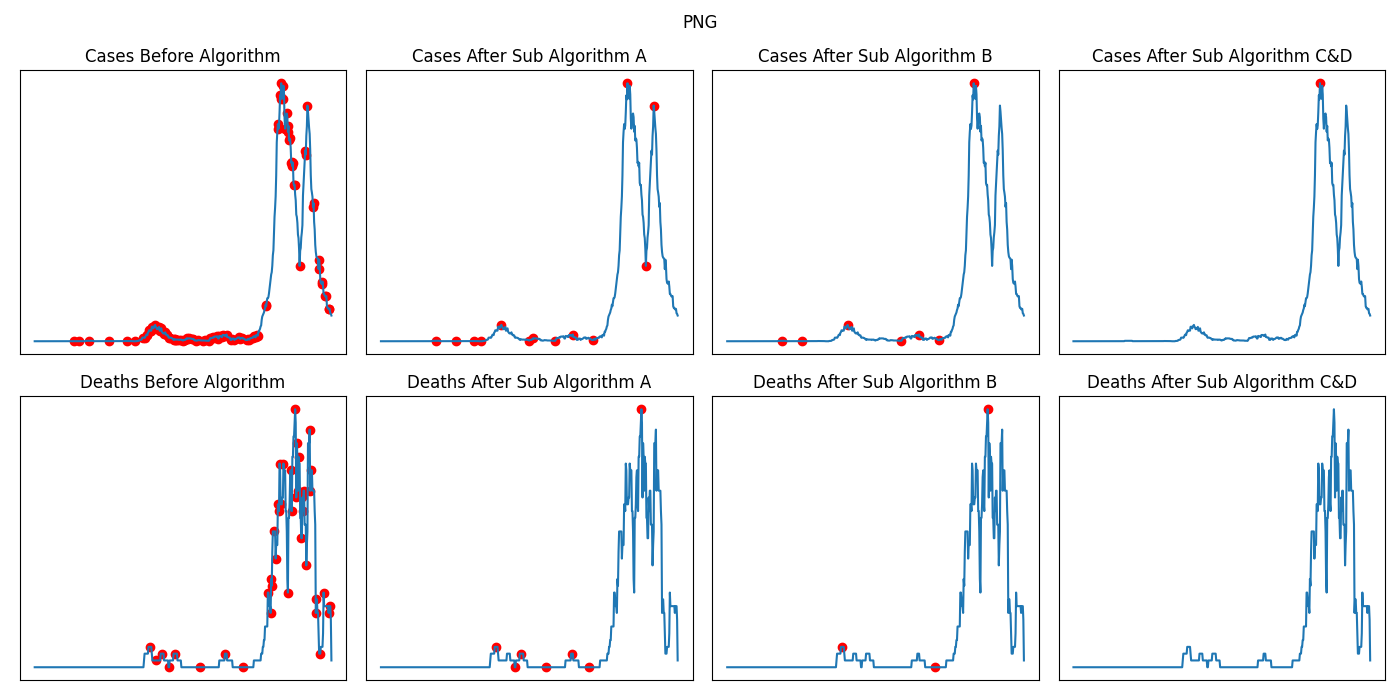 PNG
Cases Before Algorithm
Cases After Sub Algorithm A
Cases After Sub Algorithm B
Cases After Sub Algorithm C&D
Deaths Before Algorithm
Deaths After Sub Algorithm A
Deaths After Sub Algorithm B
Deaths After Sub Algorithm C&D